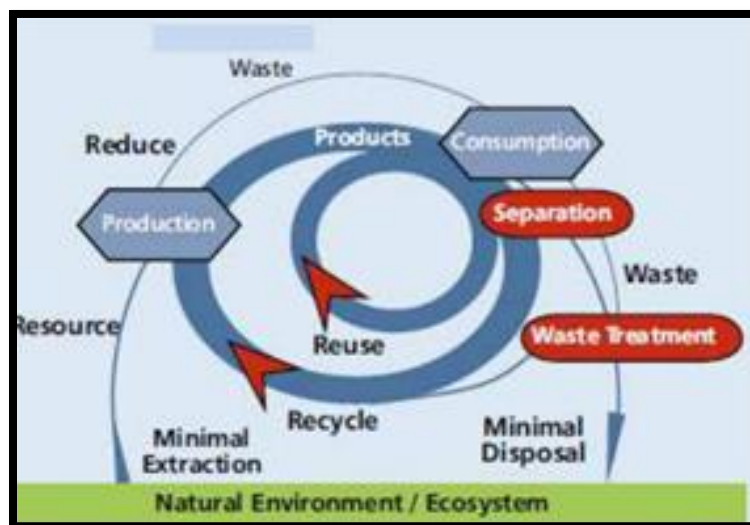 Waste
Reduce
Products
Consumption
Production
Separation
Waste
Resource
Waste Treatment
Reuse
Recycle
Minimal
Extraction
Minimal
Disposal
Natural Environment / Ecosystem